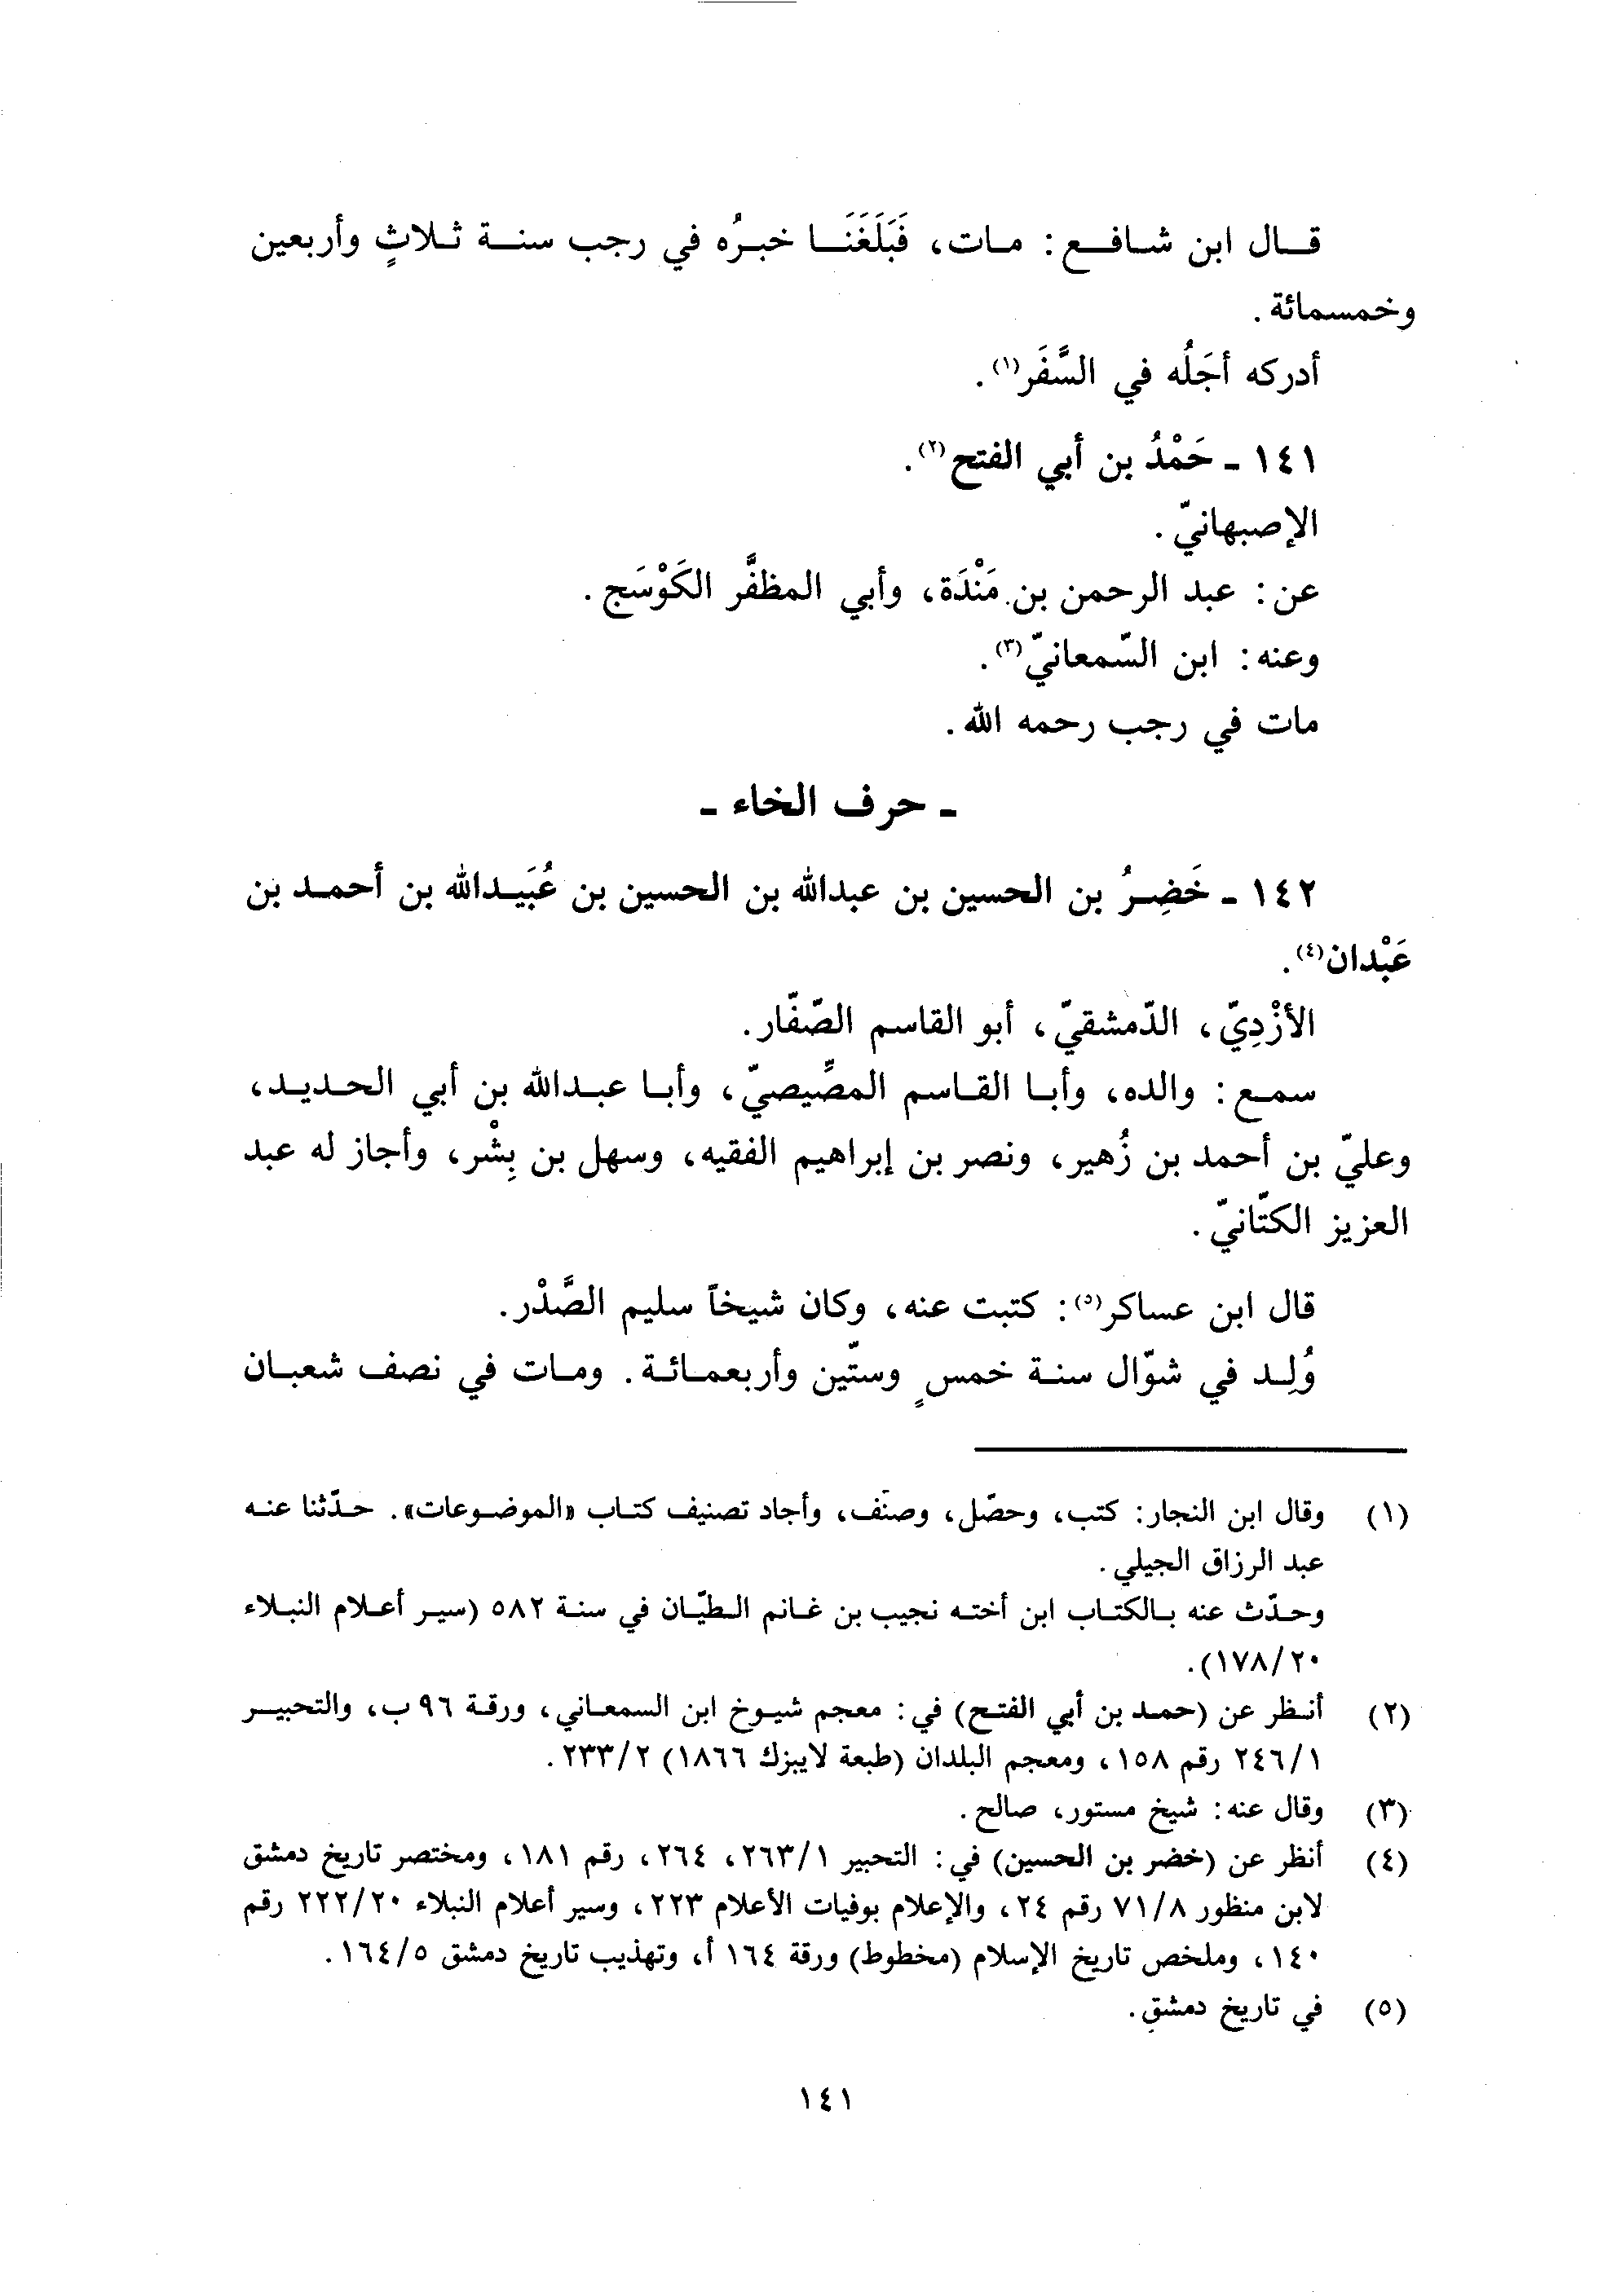 قال ابن شافع: مات، فَبَلَغَنَا خبرُه في رجب سنة ثلاثٍ وأربعين
وخمسمائة.
أدركه أجَلُه في السَّفَر(١).
١٤١ - حَمْدُ بن أبي الفتح(٢).
الإصبهانيّ.
عن: عبد الرحمن بن مَنْدَة، وأبي المظفَّر الكَوْسَج.
وعنه: ابن السّمعانيّ(٣).
مات في رجب رحمه الله.
- حرف الخاء -
١٤٢ - خَضِرُ بن الحسين بن عبدالله بن الحسين بن عُبَيدالله بن أحمد بن
عَبْدان(٤).
الأزْدِيّ، الدّمشقيّ، أبو القاسم الصّفّار.
سمع: والده، وأبا القاسم المصِّيصيّ، وأبا عبدالله بن أبي الحديد،
وعليّ بن أحمد بن زُهير، ونصر بن إبراهيم الفقيه، وسهل بن بِشْر، وأجاز له عبد
العزيز الكتّانيّ.
قال ابن عساكر(٥): كتبت عنه، وكان شيخاً سليم الصَّدْر.
وُلِد في شوّال سنة خمسٍ وستّين وأربعمائة. ومات في نصف شعبان
(١) وقال ابن النجار: كتب، وحصّل، وصنّف، وأجاد تصنيف كتاب «الموضوعات». حدّثنا عنه
عبد الرزاق الجيلي.
وحدّث عنه بالكتاب ابن أخته نجيب بن غانم الطيّان في سنة ٥٨٢ (سير أعلام النبلاء
١٧٨/٢٠).
(٢) أنظر عن (حمد بن أبي الفتح) في: معجم شيوخ ابن السمعاني، ورقة ٩٦ ب، والتحبير
٢٤٦/١ رقم ١٥٨، ومعجم البلدان (طبعة لايبزك ١٨٦٦) ٢٣٣/٢.
(٣) وقال عنه: شيخ مستور، صالح.
(٤) أنظر عن (خضر بن الحسين) في: التحبير ٢٦٣/١، ٢٦٤، رقم ١٨١، ومختصر تاريخ دمشق
لابن منظور ٧١/٨ رقم ٢٤، والإعلام بوفيات الأعلام ٢٢٣، وسير أعلام النبلاء ٢٢٢/٢٠ رقم
١٤٠، وملخص تاريخ الإسلام (مخطوط) ورقة ١٦٤ أ، وتهذيب تاريخ دمشق ١٦٤/٥.
(٥) في تاريخ دمشق.
١٤١